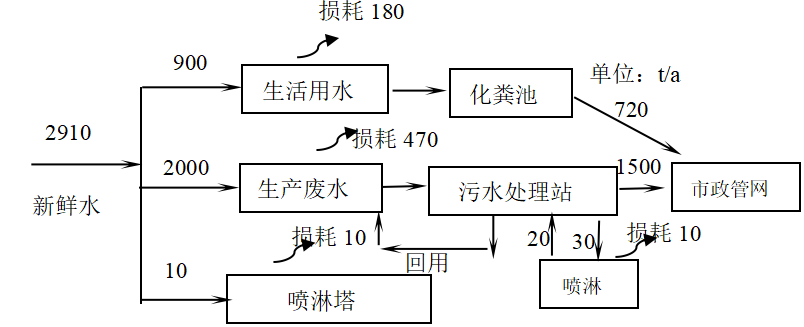 损耗 180
900
单位：t/a
生活用水
化粪池
720
2910
损耗 470
2000
1500
新鲜水
生产废水
污水处理站
市政管网
损耗 10
20
30
损耗 10
10
回用
喷淋塔
喷淋